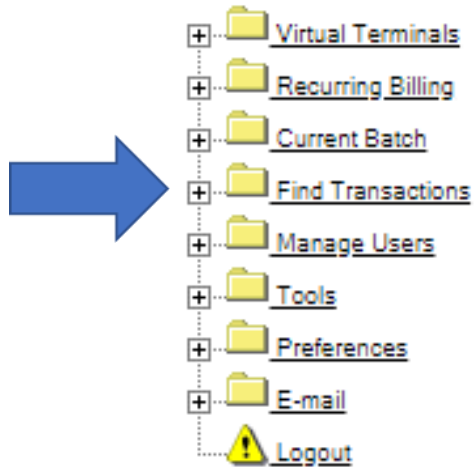 Virtual Terminals
Recurring Billing
Current Batch
Find Transactions
Manage Users
Tools
Preferences
E-mail
Logout